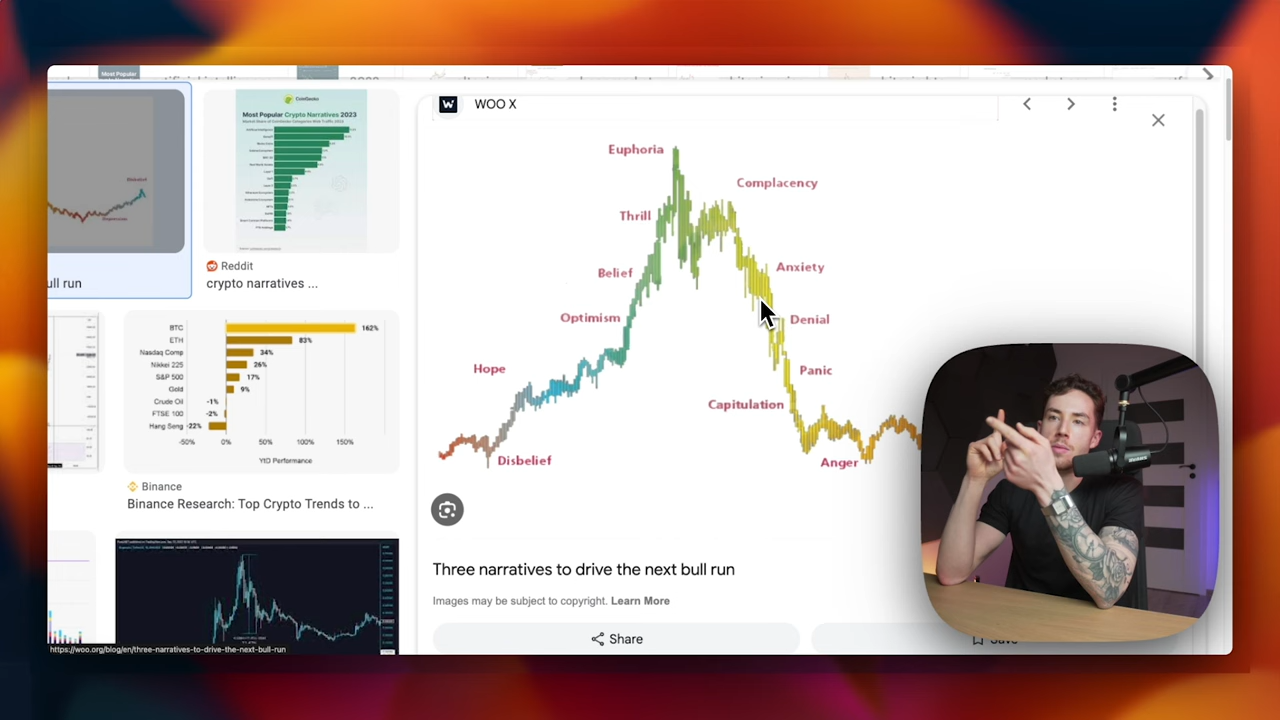 Most Popular
WOO X
CoinGecko
Most Popular Crypto Narratives 2023
Euphoria
Complacency
Thrill
Belief
Anxiety
Optimism
Denial
Hope
Panic
Capitulation
Disbelief
Anger
ull run
Reddit
crypto narratives ...
BTC 162%
ETH 83%
Nasdaq Comp 34%
Nikkei 225 26%
S&P 500 17%
Gold 9%
Crude Oil -1%
FTSE 100 -2%
Hang Seng -22%
-50% 0% 50% 100% 150%
YtD Performance
Binance
Binance Research: Top Crypto Trends to ...
Three narratives to drive the next bull run
Images may be subject to copyright. Learn More
Share
Save
https://woo.org/blog/en/three-narratives-to-drive-the-next-bull-run